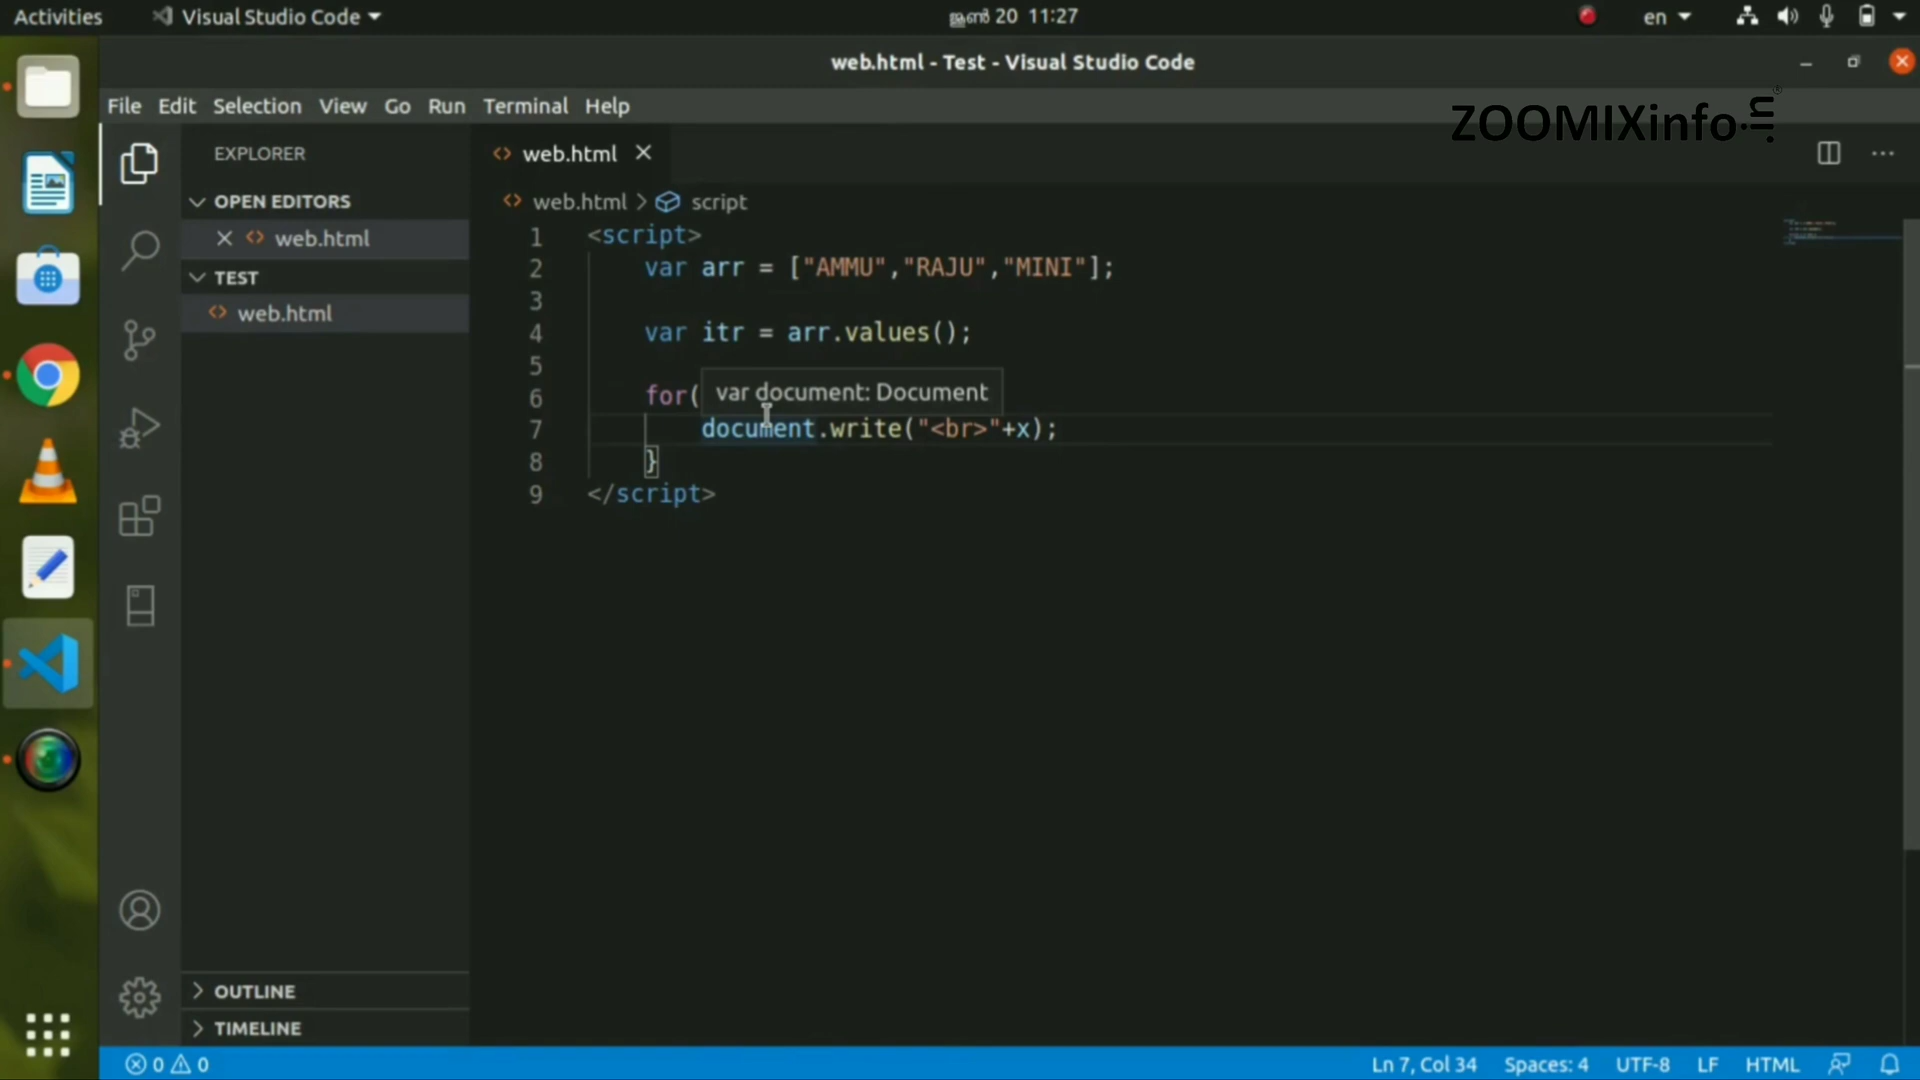 Activities
Visual Studio Code
ജൂൺ 20 11:27
en
web.html - Test - Visual Studio Code
File Edit Selection View Go Run Terminal Help
ZOOMIXinfo.in
EXPLORER
web.html
OPEN EDITORS
web.html
TEST
web.html
web.html > script
1 <script>
2 var arr = ["AMMU","RAJU","MINI"];
3
4 var itr = arr.values();
5
6 for(
var document: Document
7 document.write("<br>"+x);
8 }
9 </script>
OUTLINE
TIMELINE
0 0
Ln 7, Col 34 Spaces: 4 UTF-8 LF HTML